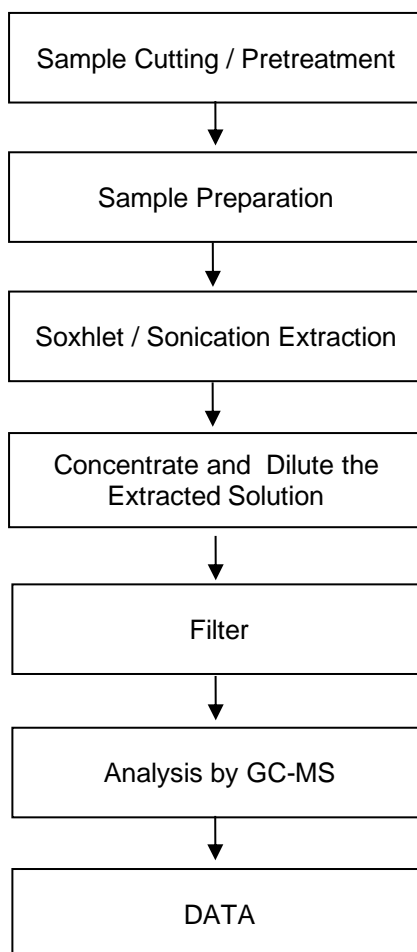 Sample Cutting / Pretreatment
Sample Preparation
Soxhlet / Sonication Extraction
Concentrate and Dilute the
Extracted Solution
Filter
Analysis by GC-MS
DATA